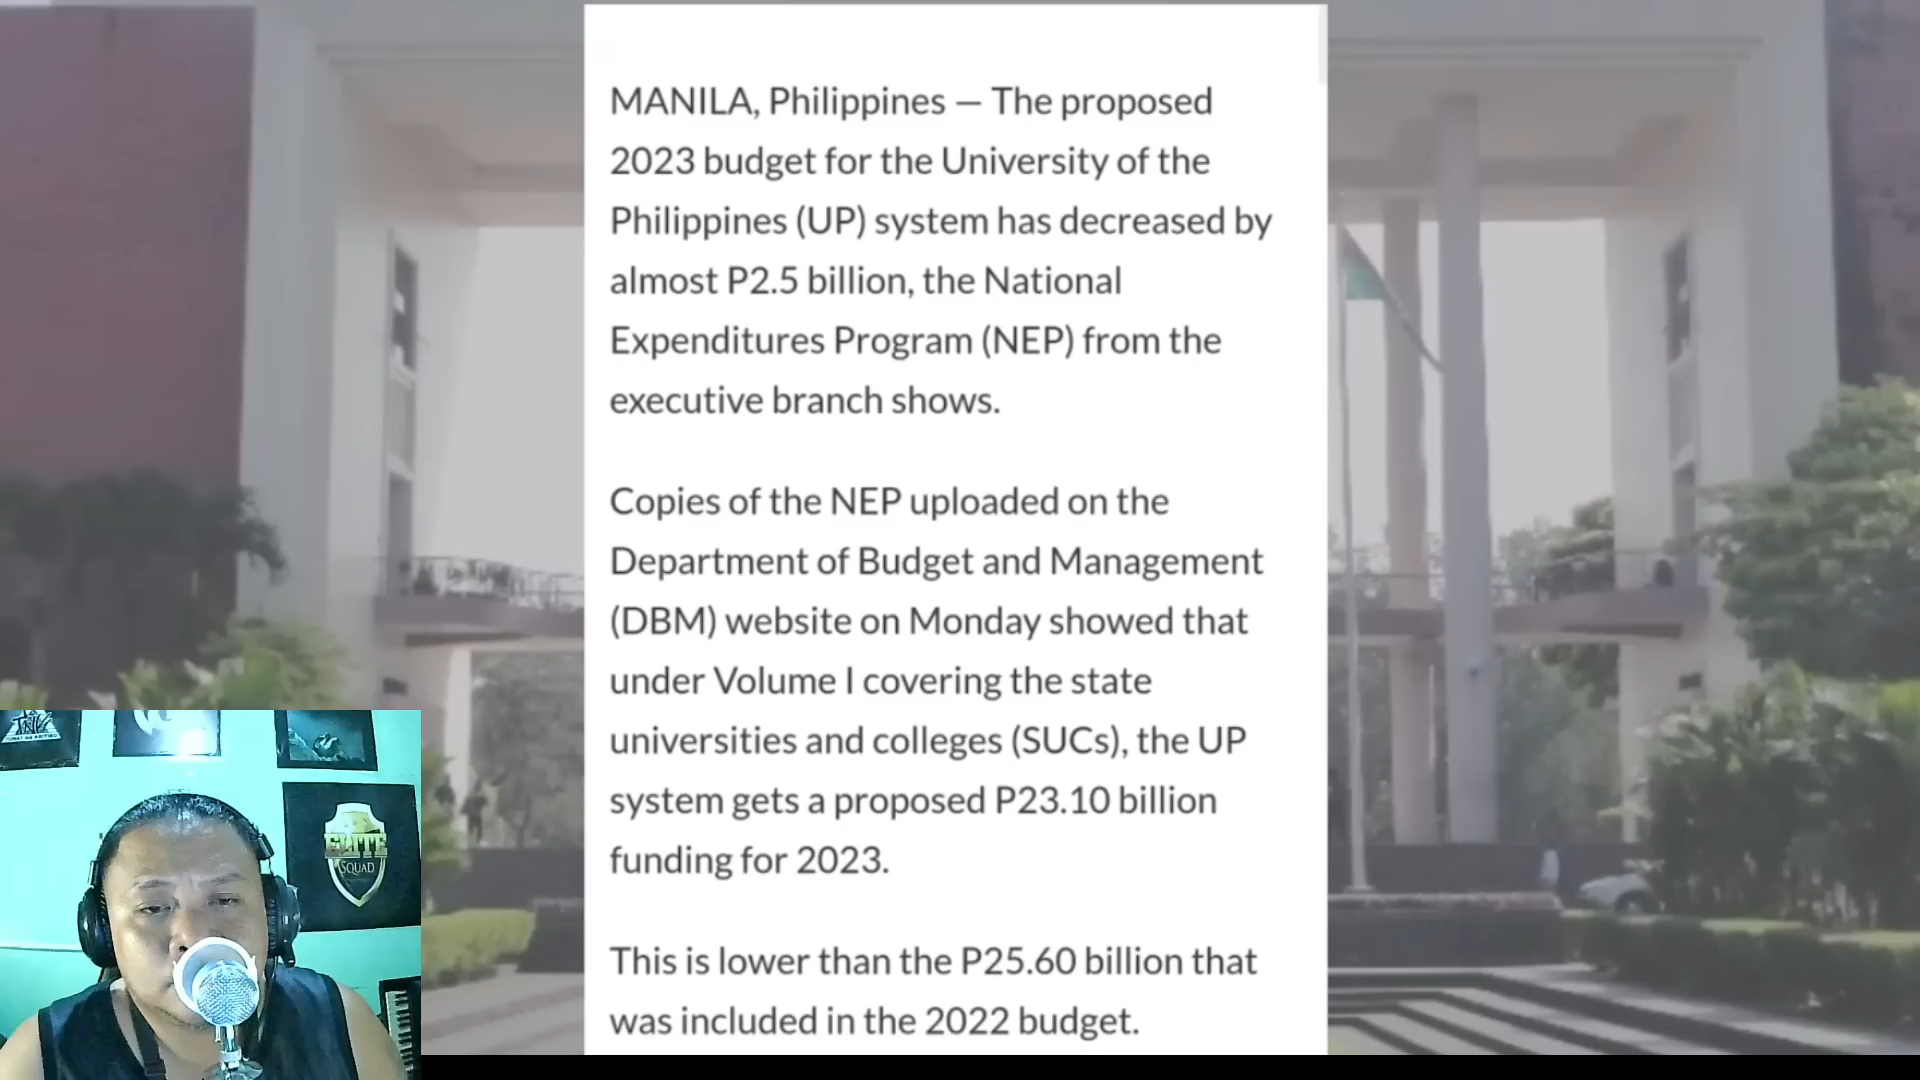 MANILA, Philippines — The proposed
2023 budget for the University of the
Philippines (UP) system has decreased by
almost P2.5 billion, the National
Expenditures Program (NEP) from the
executive branch shows.
Copies of the NEP uploaded on the
Department of Budget and Management
(DBM) website on Monday showed that
under Volume I covering the state
universities and colleges (SUCs), the UP
system gets a proposed P23.10 billion
funding for 2023.
This is lower than the P25.60 billion that
was included in the 2022 budget.
ELITE
SQUAD